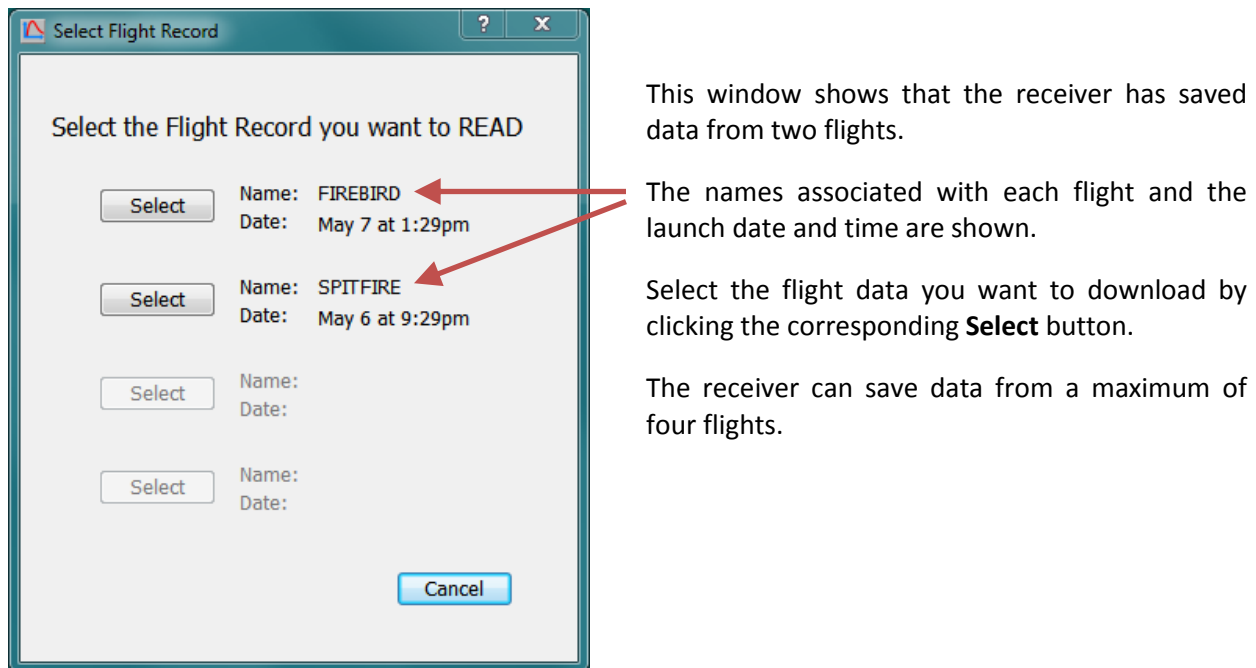 Select Flight Record
? x
Select the Flight Record you want to READ
Select
Name: FIREBIRD
Date: May 7 at 1:29pm
Select
Name: SPITFIRE
Date: May 6 at 9:29pm
Select
Name:
Date:
Select
Name:
Date:
Cancel
This window shows that the receiver has saved
data from two flights.
The names associated with each flight and the
launch date and time are shown.
Select the flight data you want to download by
clicking the corresponding Select button.
The receiver can save data from a maximum of
four flights.